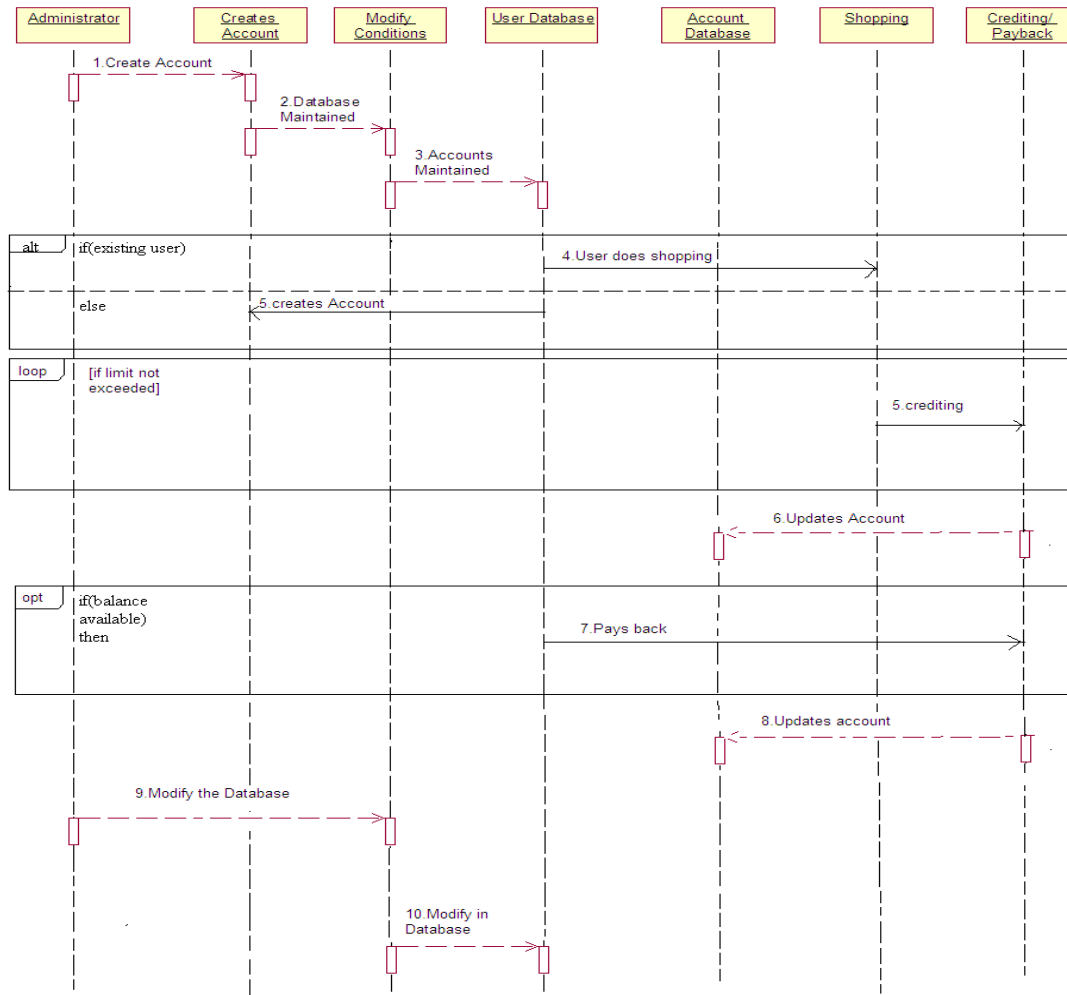 Administrator
Creates
Account
Modify
Conditions
User Database
Account
Database
Shopping
Crediting/
Payback
1.Create Account
2.Database
Maintained
3.Accounts
Maintained
alt
if(existing user)
4.User does shopping
else
5.creates Account
loop
[if limit not
exceeded]
5.crediting
6.Updates Account
opt
if(balance
available)
then
7.Pays back
8.Updates account
9.Modify the Database
10.Modify in
Database